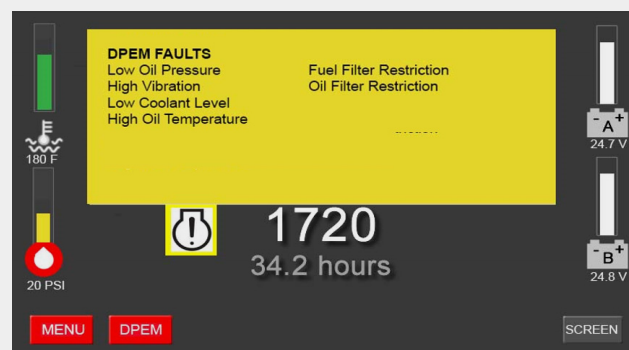 DPEM FAULTS
Low Oil Pressure
High Vibration
Low Coolant Level
High Oil Temperature
Fuel Filter Restriction
Oil Filter Restriction
180 F
20 PSI
- A +
24.7 V
- B +
24.8 V
1720
34.2 hours
MENU
DPEM
SCREEN